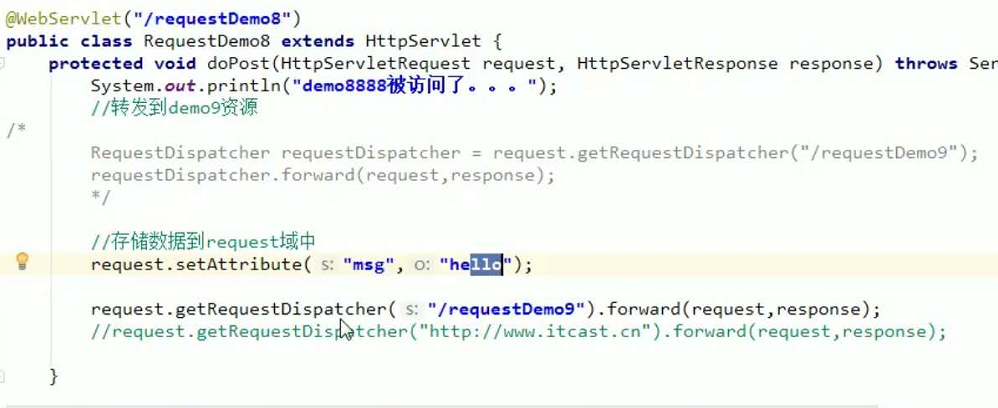 @WebServlet("/requestDemo8")
public class RequestDemo8 extends HttpServlet {
protected void doPost(HttpServletRequest request, HttpServletResponse response) throws Ser
System.out.println("demo8888被访问了。。。");
//转发到demo9资源
/*
RequestDispatcher requestDispatcher = request.getRequestDispatcher("/requestDemo9");
requestDispatcher.forward(request,response);
*/
//存储数据到request域中
request.setAttribute( s: "msg", o: "hello");
request.getRequestDispatcher( s: "/requestDemo9").forward(request,response);
//request.getRequestDispatcher("http://www.itcast.cn").forward(request,response);
}